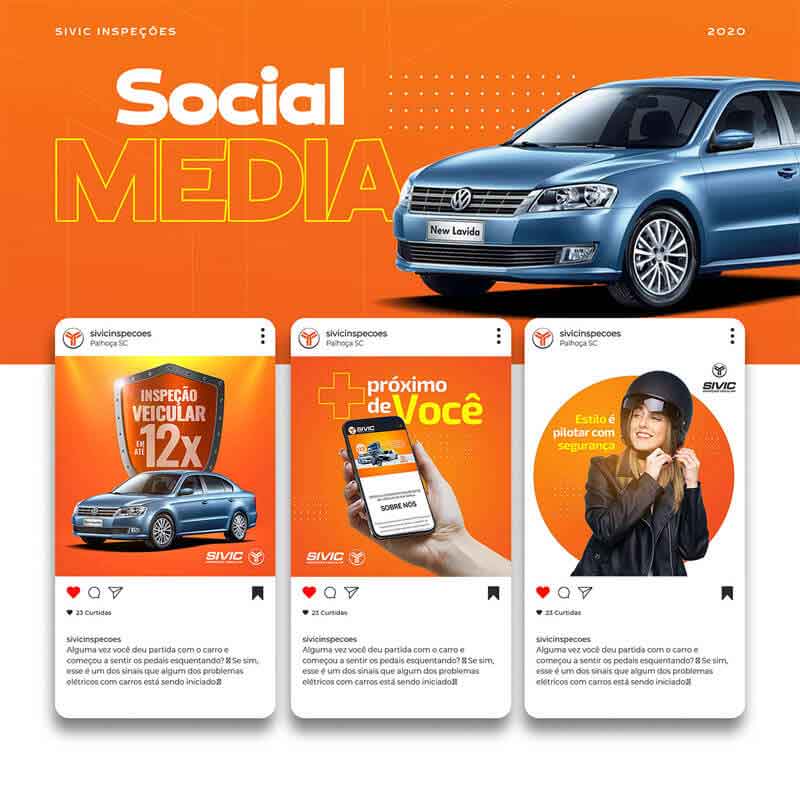 SIVIC INSPEÇÕES
2020
Social
MEDIA
New Lavida
sivicinspecoes
Palhoça SC
INSPEÇÃO
VEICULAR
EM ATÉ 12x
SIVIC
23 Curtidas
sivicinspecoes
Alguma vez você deu partida com o carro e
começou a sentir os pedais esquentando? Se sim,
esse é um dos sinais que algum dos problemas
elétricos com carros está sendo iniciado
sivicinspecoes
Palhoça SC
+ próximo
de Você
SIVIC
SOBRE NÓS
SIVIC
23 Curtidas
sivicinspecoes
Alguma vez você deu partida com o carro e
começou a sentir os pedais esquentando? Se sim,
esse é um dos sinais que algum dos problemas
elétricos com carros está sendo iniciado
sivicinspecoes
Palhoça SC
SIVIC
Estilo é
pilotar com
segurança
23 Curtidas
sivicinspecoes
Alguma vez você deu partida com o carro e
começou a sentir os pedais esquentando? Se sim,
esse é um dos sinais que algum dos problemas
elétricos com carros está sendo iniciado